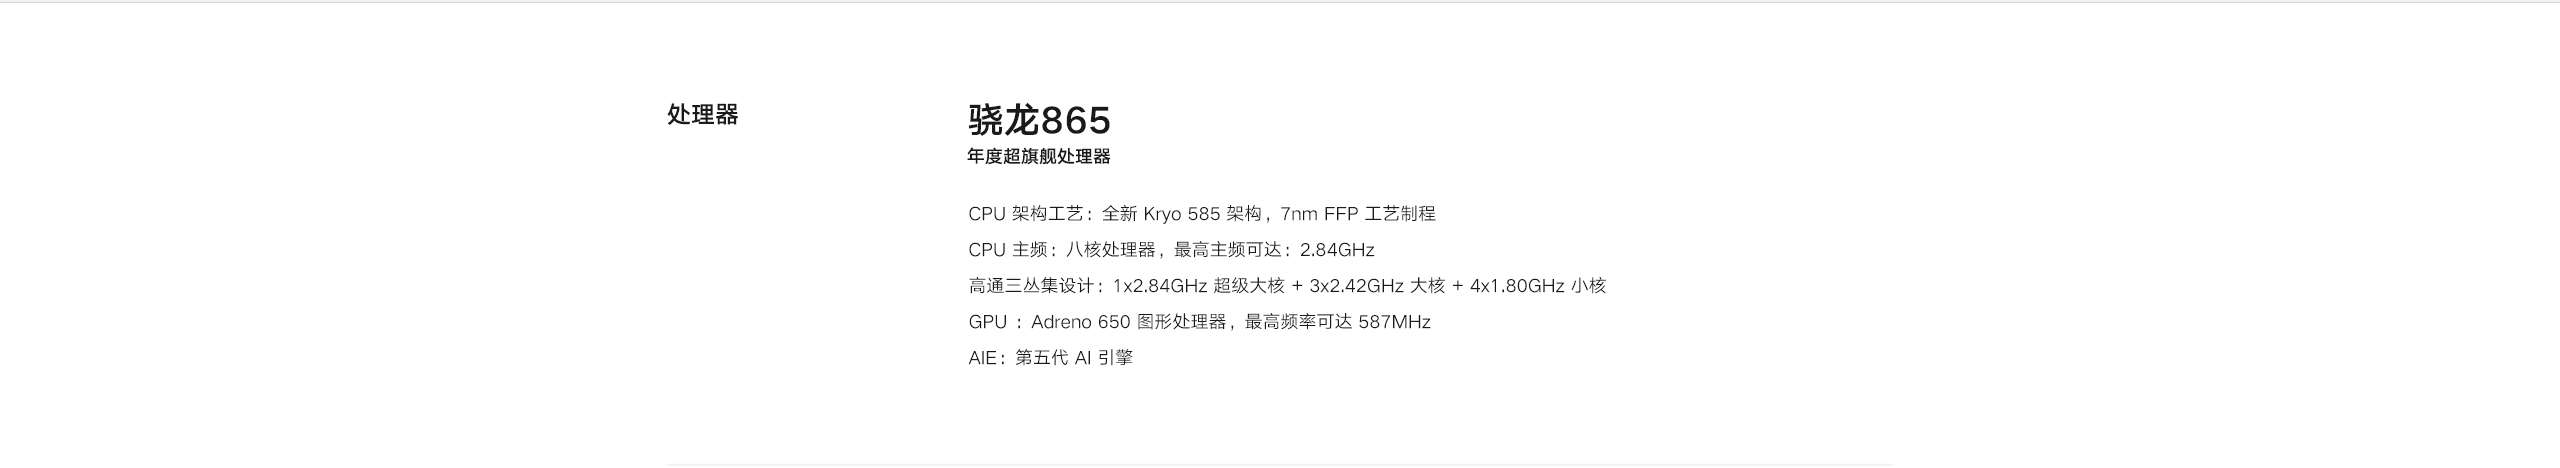 处理器
骁龙865
年度超旗舰处理器
CPU 架构工艺：全新 Kryo 585 架构，7nm FFP 工艺制程
CPU 主频：八核处理器，最高主频可达：2.84GHz
高通三丛集设计：1x2.84GHz 超级大核 + 3x2.42GHz 大核 + 4x1.80GHz 小核
GPU ：Adreno 650 图形处理器，最高频率可达 587MHz
AIE：第五代 AI 引擎